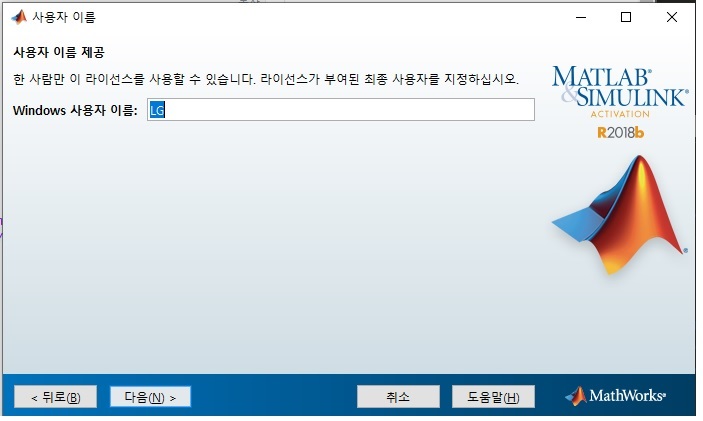 사용자 이름
사용자 이름 제공
한 사람만 이 라이선스를 사용할 수 있습니다. 라이선스가 부여된 최종 사용자를 지정하십시오.
Windows 사용자 이름: LG
MATLAB®
&SIMULINK®
ACTIVATION
R2018b
®
< 뒤로(B) 다음(N) > 취소 도움말(H) MathWorks®